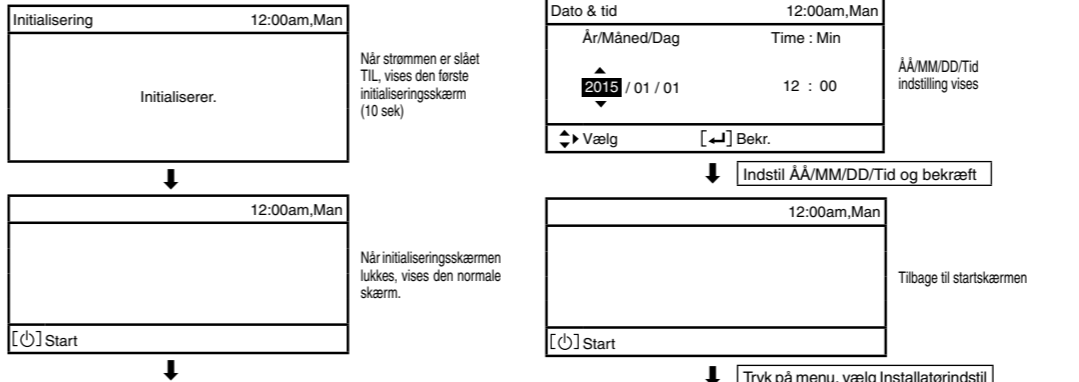 Initialisering 12:00am,Man
Initialiserer.
Når strømmen er slået
TIL, vises den første
initialiseringsskærm
(10 sek)
12:00am,Man
Når initialiseringsskærmen
lukkes, vises den normale
skærm.
[⏻] Start
Dato & tid 12:00am,Man
År/Måned/Dag Time : Min
2015 / 01 / 01 12 : 00
Vælg [↵] Bekr.
ÅÅ/MM/DD/Tid
indstilling vises
Indstil ÅÅ/MM/DD/Tid og bekræft
12:00am,Man
Tilbage til startskærmen
[⏻] Start
Tryk på menu, vælg Installatørindstil